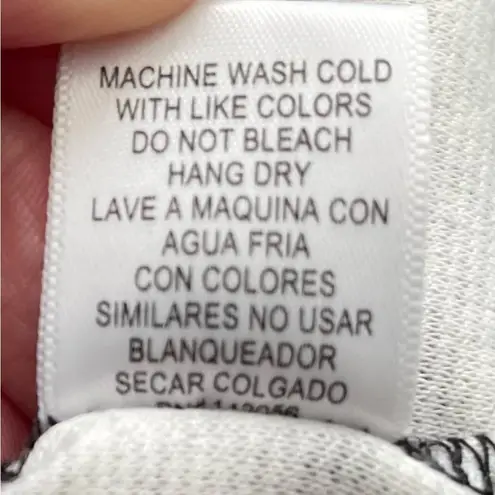 MACHINE WASH COLD
WITH LIKE COLORS
DO NOT BLEACH
HANG DRY
LAVE A MAQUINA CON
AGUA FRIA
CON COLORES
SIMILARES NO USAR
BLANQUEADOR
SECAR COLGADO